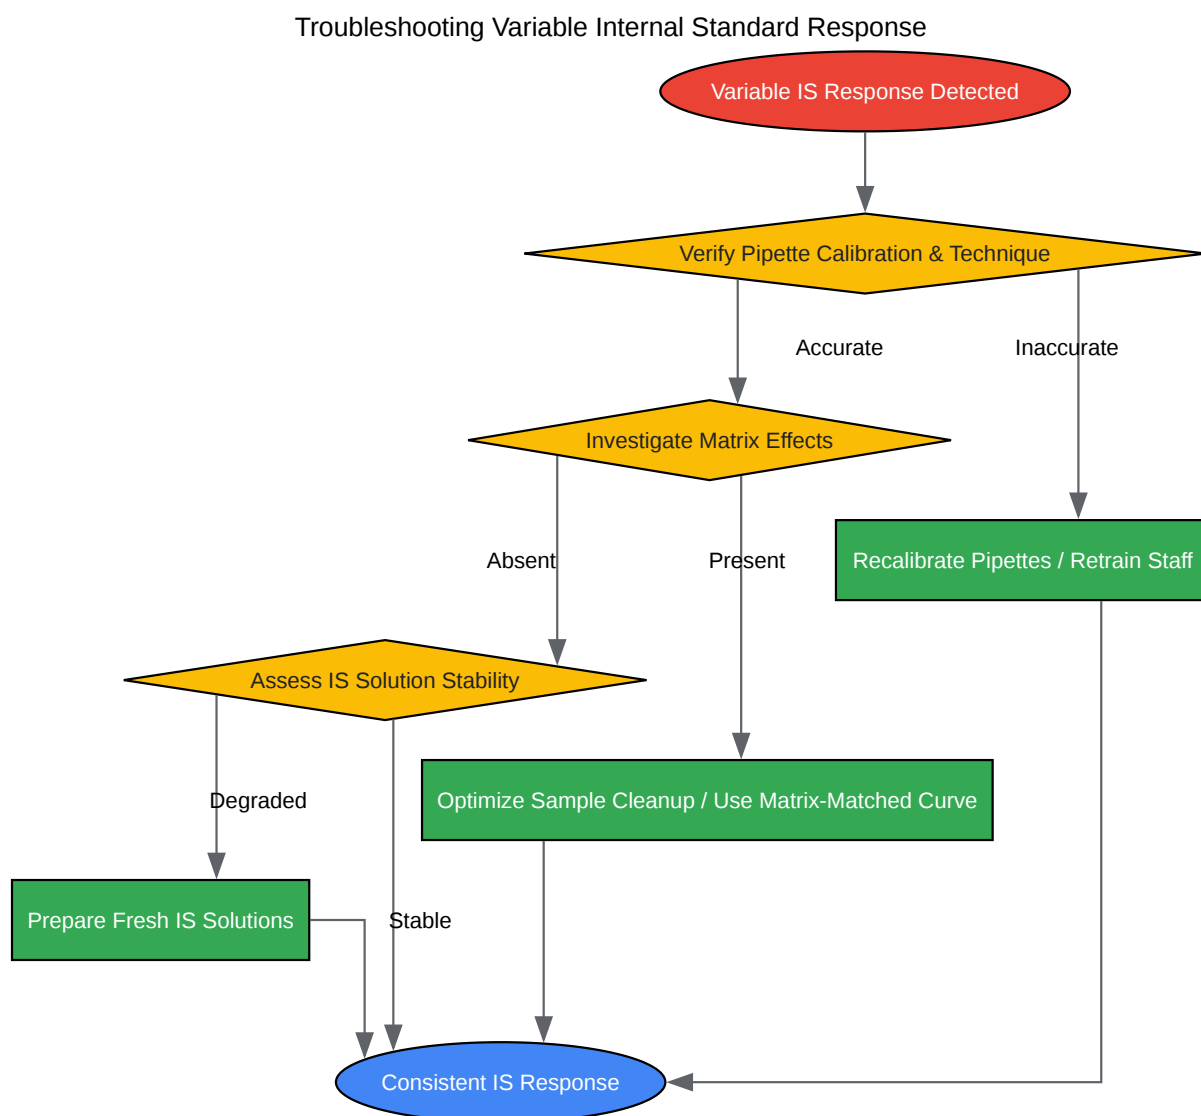 Troubleshooting Variable Internal Standard Response
Variable IS Response Detected
Verify Pipette Calibration & Technique
Accurate
Inaccurate
Investigate Matrix Effects
Absent
Present
Recalibrate Pipettes / Retrain Staff
Assess IS Solution Stability
Degraded
Optimize Sample Cleanup / Use Matrix-Matched Curve
Prepare Fresh IS Solutions
Stable
Consistent IS Response